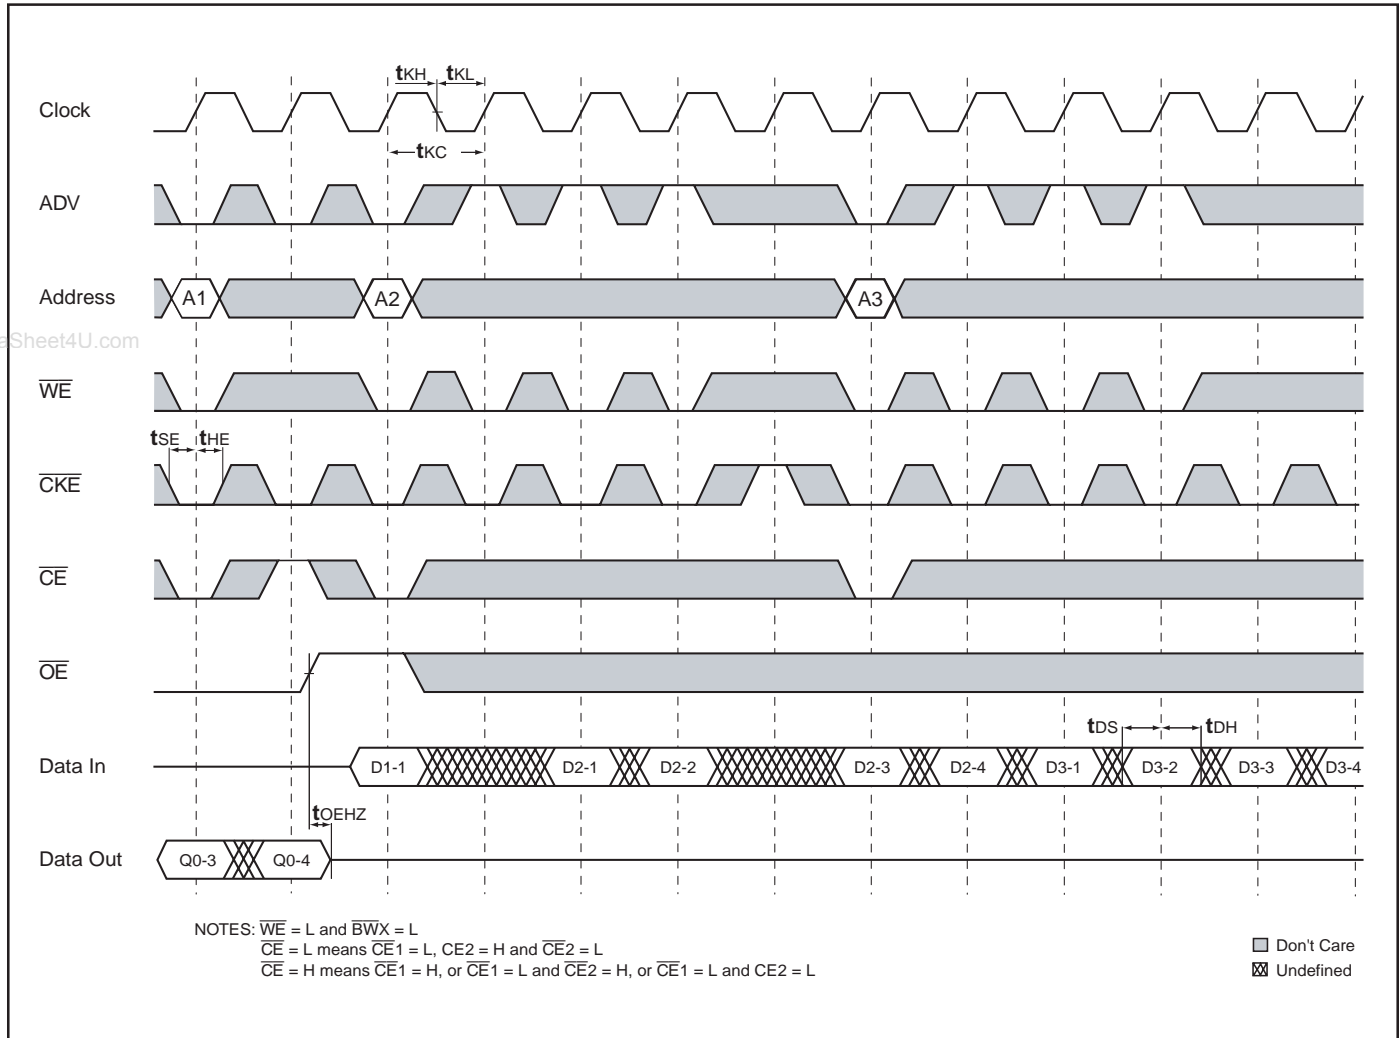 tKH tKL
Clock
tKC
ADV
Address A1 A2 A3
aSheet4U.com
WE
tSE tHE
CKE
CE
OE
tDS tDH
Data In D1-1 D2-1 D2-2 D2-3 D2-4 D3-1 D3-2 D3-3 D3-4
tOEHZ
Data Out Q0-3 Q0-4
NOTES: WE = L and BWX = L
CE = L means CE1 = L, CE2 = H and CE2 = L
CE = H means CE1 = H, or CE1 = L and CE2 = H, or CE1 = L and CE2 = L
Don't Care
Undefined